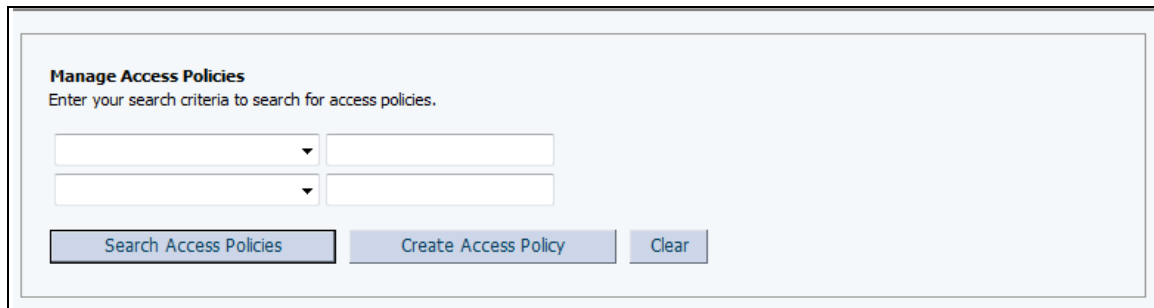 Manage Access Policies
Enter your search criteria to search for access policies.
Search Access Policies Create Access Policy Clear